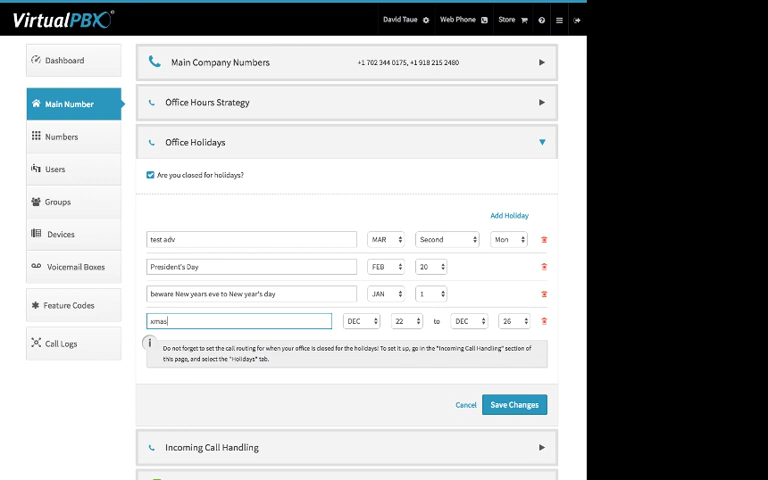 VirtualPBX
David Taue Web Phone Store
Dashboard
Main Number
Numbers
Users
Groups
Devices
Voicemail Boxes
Feature Codes
Call Logs
Main Company Numbers +1 702 344 0175, +1 918 215 2480
Office Hours Strategy
Office Holidays
Are you closed for holidays?
Add Holiday
test adv MAR Second Mon
President's Day FEB 20
beware New years eve to New year's day JAN 1
xmas DEC 22 to DEC 26
Do not forget to set the call routing for when your office is closed for the holidays! To set it up, go in the "Incoming Call Handling" section of
this page, and select the "Holidays" tab.
Cancel Save Changes
Incoming Call Handling